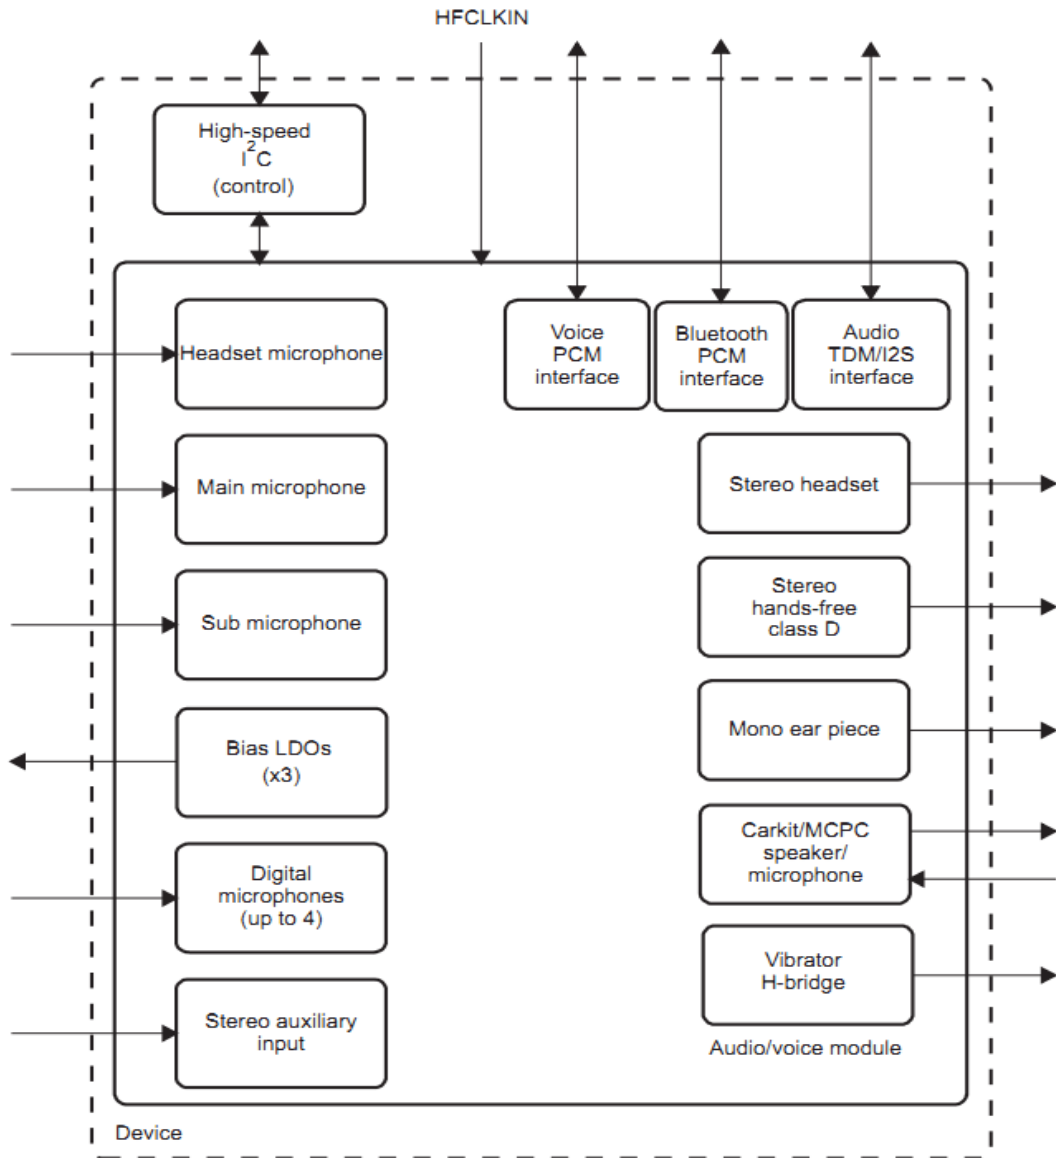 HFCLKIN
High-speed
I²C
(control)
Headset microphone
Voice
PCM
interface
Bluetooth
PCM
interface
Audio
TDM/I2S
interface
Main microphone
Stereo headset
Sub microphone
Stereo
hands-free
class D
Bias LDOs
(x3)
Mono ear piece
Digital
microphones
(up to 4)
Carkit/MCPC
speaker/
microphone
Stereo auxiliary
input
Vibrator
H-bridge
Audio/voice module
Device